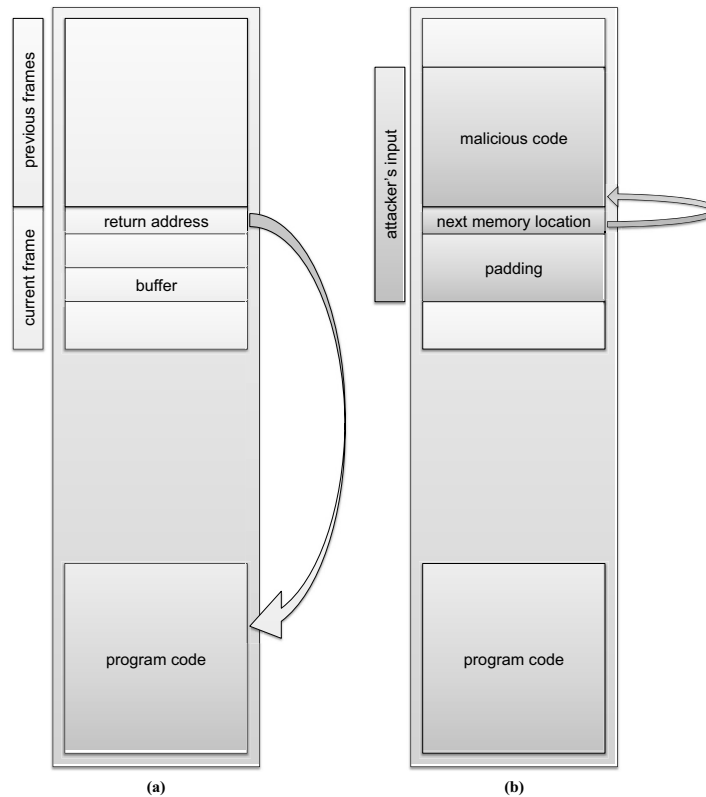 previous frames
return address
current frame
buffer
program code
(a)
attacker's input
malicious code
next memory location
padding
program code
(b)